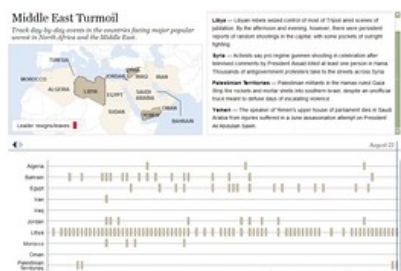 Middle East Turmoil
Track day-by-day events in the countries facing major popular
unrest in North Africa and the Middle East.
TUNISIA
MOROCCO
ALGERIA
LIBYA
EGYPT
JORDAN
IRAQ
IRAN
SAUDI
ARABIA
SUDAN
OMAN
YEMEN
BAHRAIN
Leader resigns/leaves
Libya — Libyan rebels seized control of most of Tripoli amid scenes of
jubilation. By the afternoon and evening, however, there were persistent
reports of random shootings in the capital, with some pockets of outright
fighting.
Syria — Activists say pro-regime gunmen shooting in celebration after
televised comments by President Assad killed at least one person in Hama.
Thousands of antigovernment protesters take to the streets across Syria.
Palestinian Territories — Palestinian militants in the Hamas-ruled Gaza
Strip fire rockets and mortar shells into southern Israel, despite an unofficial
truce meant to defuse days of escalating violence.
Yemen — The speaker of Yemen's upper house of parliament dies in Saudi
Arabia from injuries suffered in a June assassination attempt on President
Ali Abdullah Saleh.
August 22
Algeria
Bahrain
Egypt
Iran
Iraq
Jordan
Libya
Morocco
Oman
Palestinian
Territories